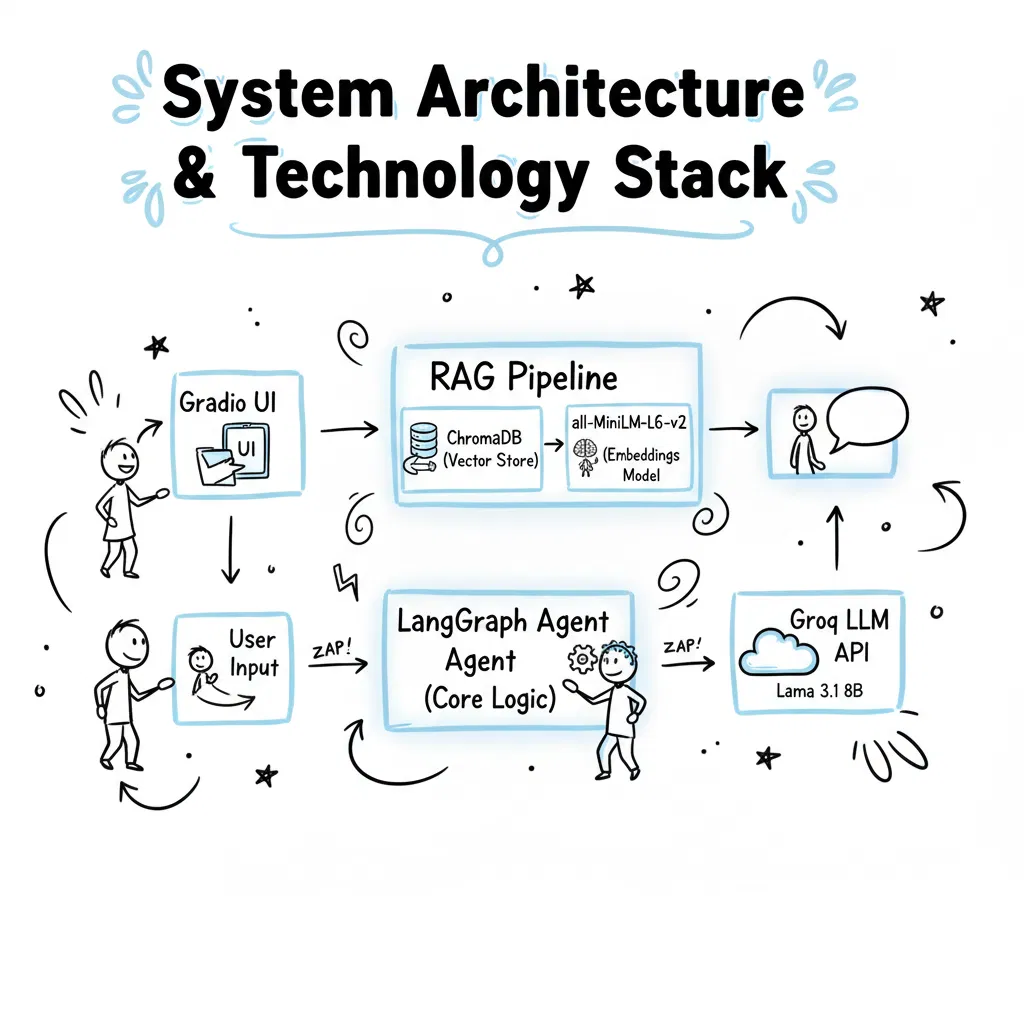 System Architecture
& Technology Stack
Gradio UI
UI
RAG Pipeline
ChromaDB
(Vector Store)
all-MiniLM-L6-v2
(Embeddings
Model
User
Input
ZAP!
LangGraph Agent
Agent
(Core Logic)
ZAP!
Groq LLM
API
Lama 3.1 8B